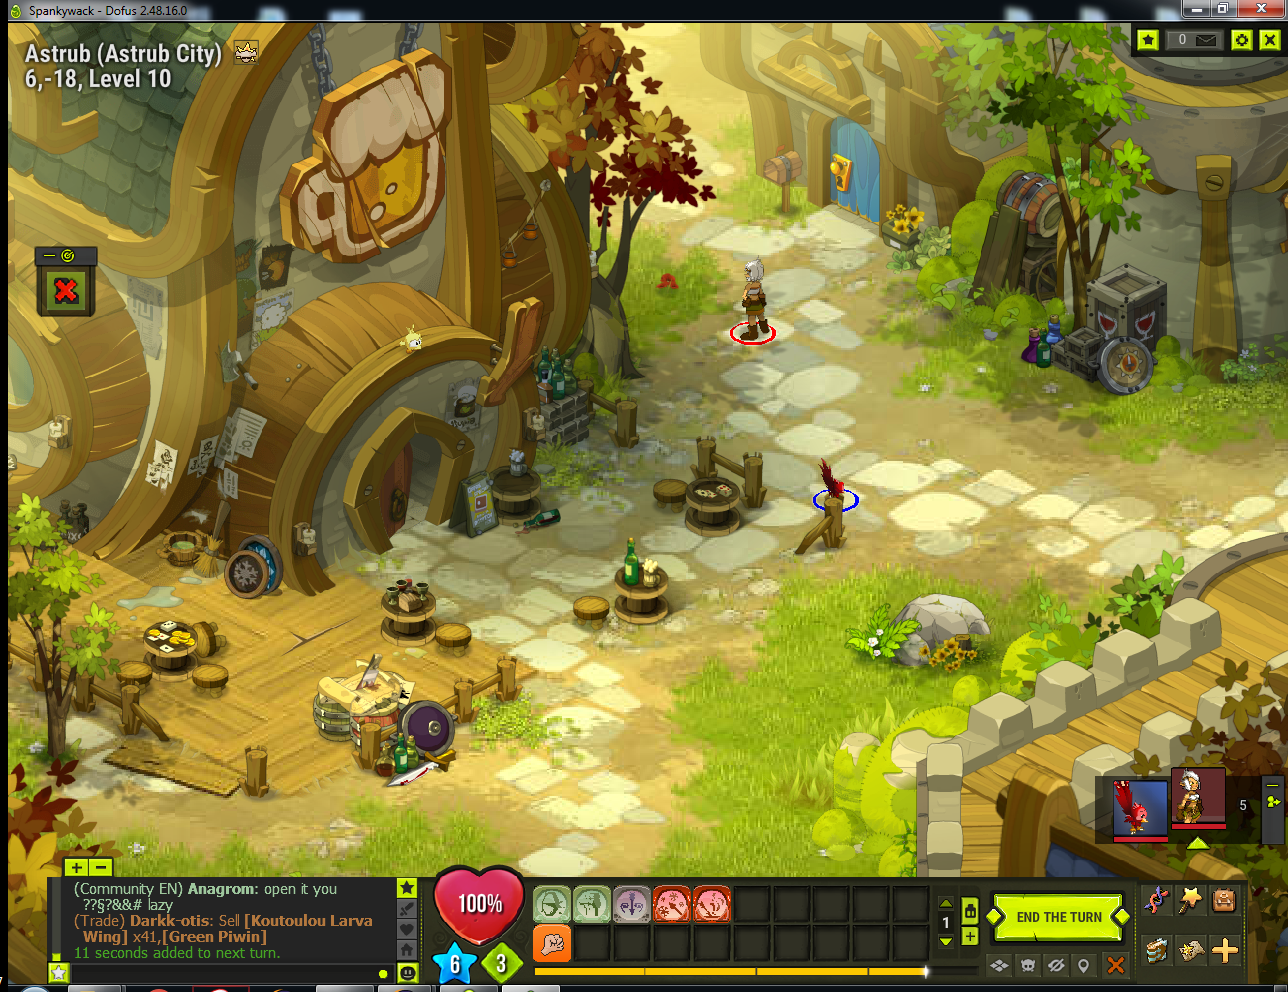 Spankywack - Dofus 2.48.16.0
Astrub (Astrub City)
6,-18, Level 10
0
5
(Community EN) Anagrom: open it you
??§?&&# lazy
(Trade) Darkk-otis: Sell [Koutoulou Larva
Wing] x41,[Green Piwin]
11 seconds added to next turn.
100%
6
3
1
END THE TURN